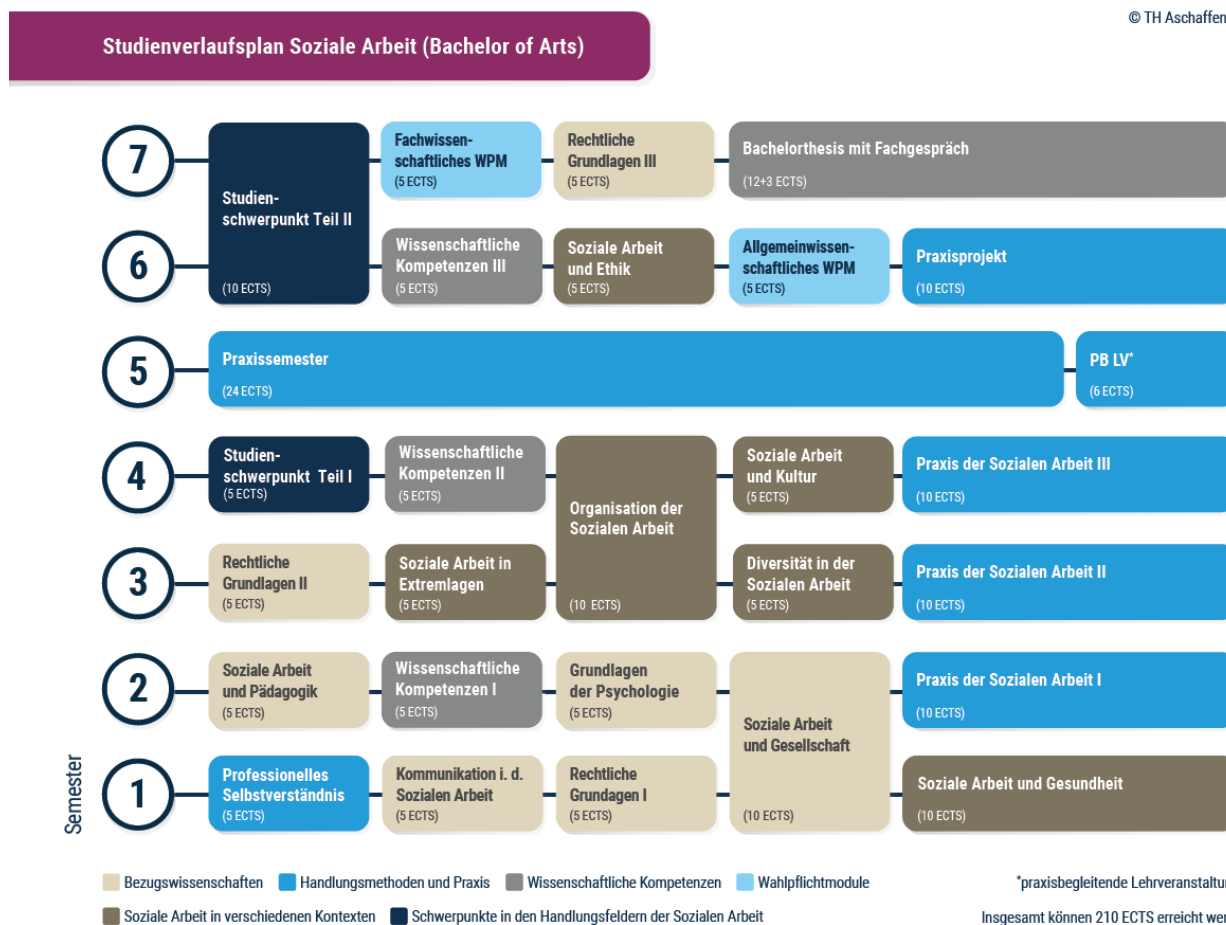 © TH Aschaffen
Studienverlaufsplan Soziale Arbeit (Bachelor of Arts)
7
Studien-
schwerpunkt Teil II
(10 ECTS)
Fachwissen-
schaftliches WPM
(5 ECTS)
Rechtliche
Grundlagen III
(5 ECTS)
Bachelorthesis mit Fachgespräch
(12+3 ECTS)
6
Wissenschaftliche
Kompetenzen III
(5 ECTS)
Soziale Arbeit
und Ethik
(5 ECTS)
Allgemeinwissen-
schaftliches WPM
(5 ECTS)
Praxisprojekt
(10 ECTS)
5
Praxissemester
(24 ECTS)
PB LV*
(6 ECTS)
4
Studien-
schwerpunkt Teil I
(5 ECTS)
Wissenschaftliche
Kompetenzen II
(5 ECTS)
Organisation der
Sozialen Arbeit
(10 ECTS)
Soziale Arbeit
und Kultur
(5 ECTS)
Praxis der Sozialen Arbeit III
(10 ECTS)
3
Rechtliche
Grundlagen II
(5 ECTS)
Soziale Arbeit in
Extremlagen
(5 ECTS)
Diversität in der
Sozialen Arbeit
(5 ECTS)
Praxis der Sozialen Arbeit II
(10 ECTS)
2
Soziale Arbeit
und Pädagogik
(5 ECTS)
Wissenschaftliche
Kompetenzen I
(5 ECTS)
Grundlagen
der Psychologie
(5 ECTS)
Soziale Arbeit
und Gesellschaft
(10 ECTS)
Praxis der Sozialen Arbeit I
(10 ECTS)
Semester
1
Professionelles
Selbstverständnis
(5 ECTS)
Kommunikation i. d.
Sozialen Arbeit
(5 ECTS)
Rechtliche
Grundagen I
(5 ECTS)
Soziale Arbeit und Gesundheit
(10 ECTS)
Bezugswissenschaften Handlungsmethoden und Praxis Wissenschaftliche Kompetenzen Wahlpflichtmodule
*praxisbegleitende Lehrveranstaltu
Soziale Arbeit in verschiedenen Kontexten Schwerpunkte in den Handlungsfeldern der Sozialen Arbeit
Insgesamt können 210 ECTS erreicht wer